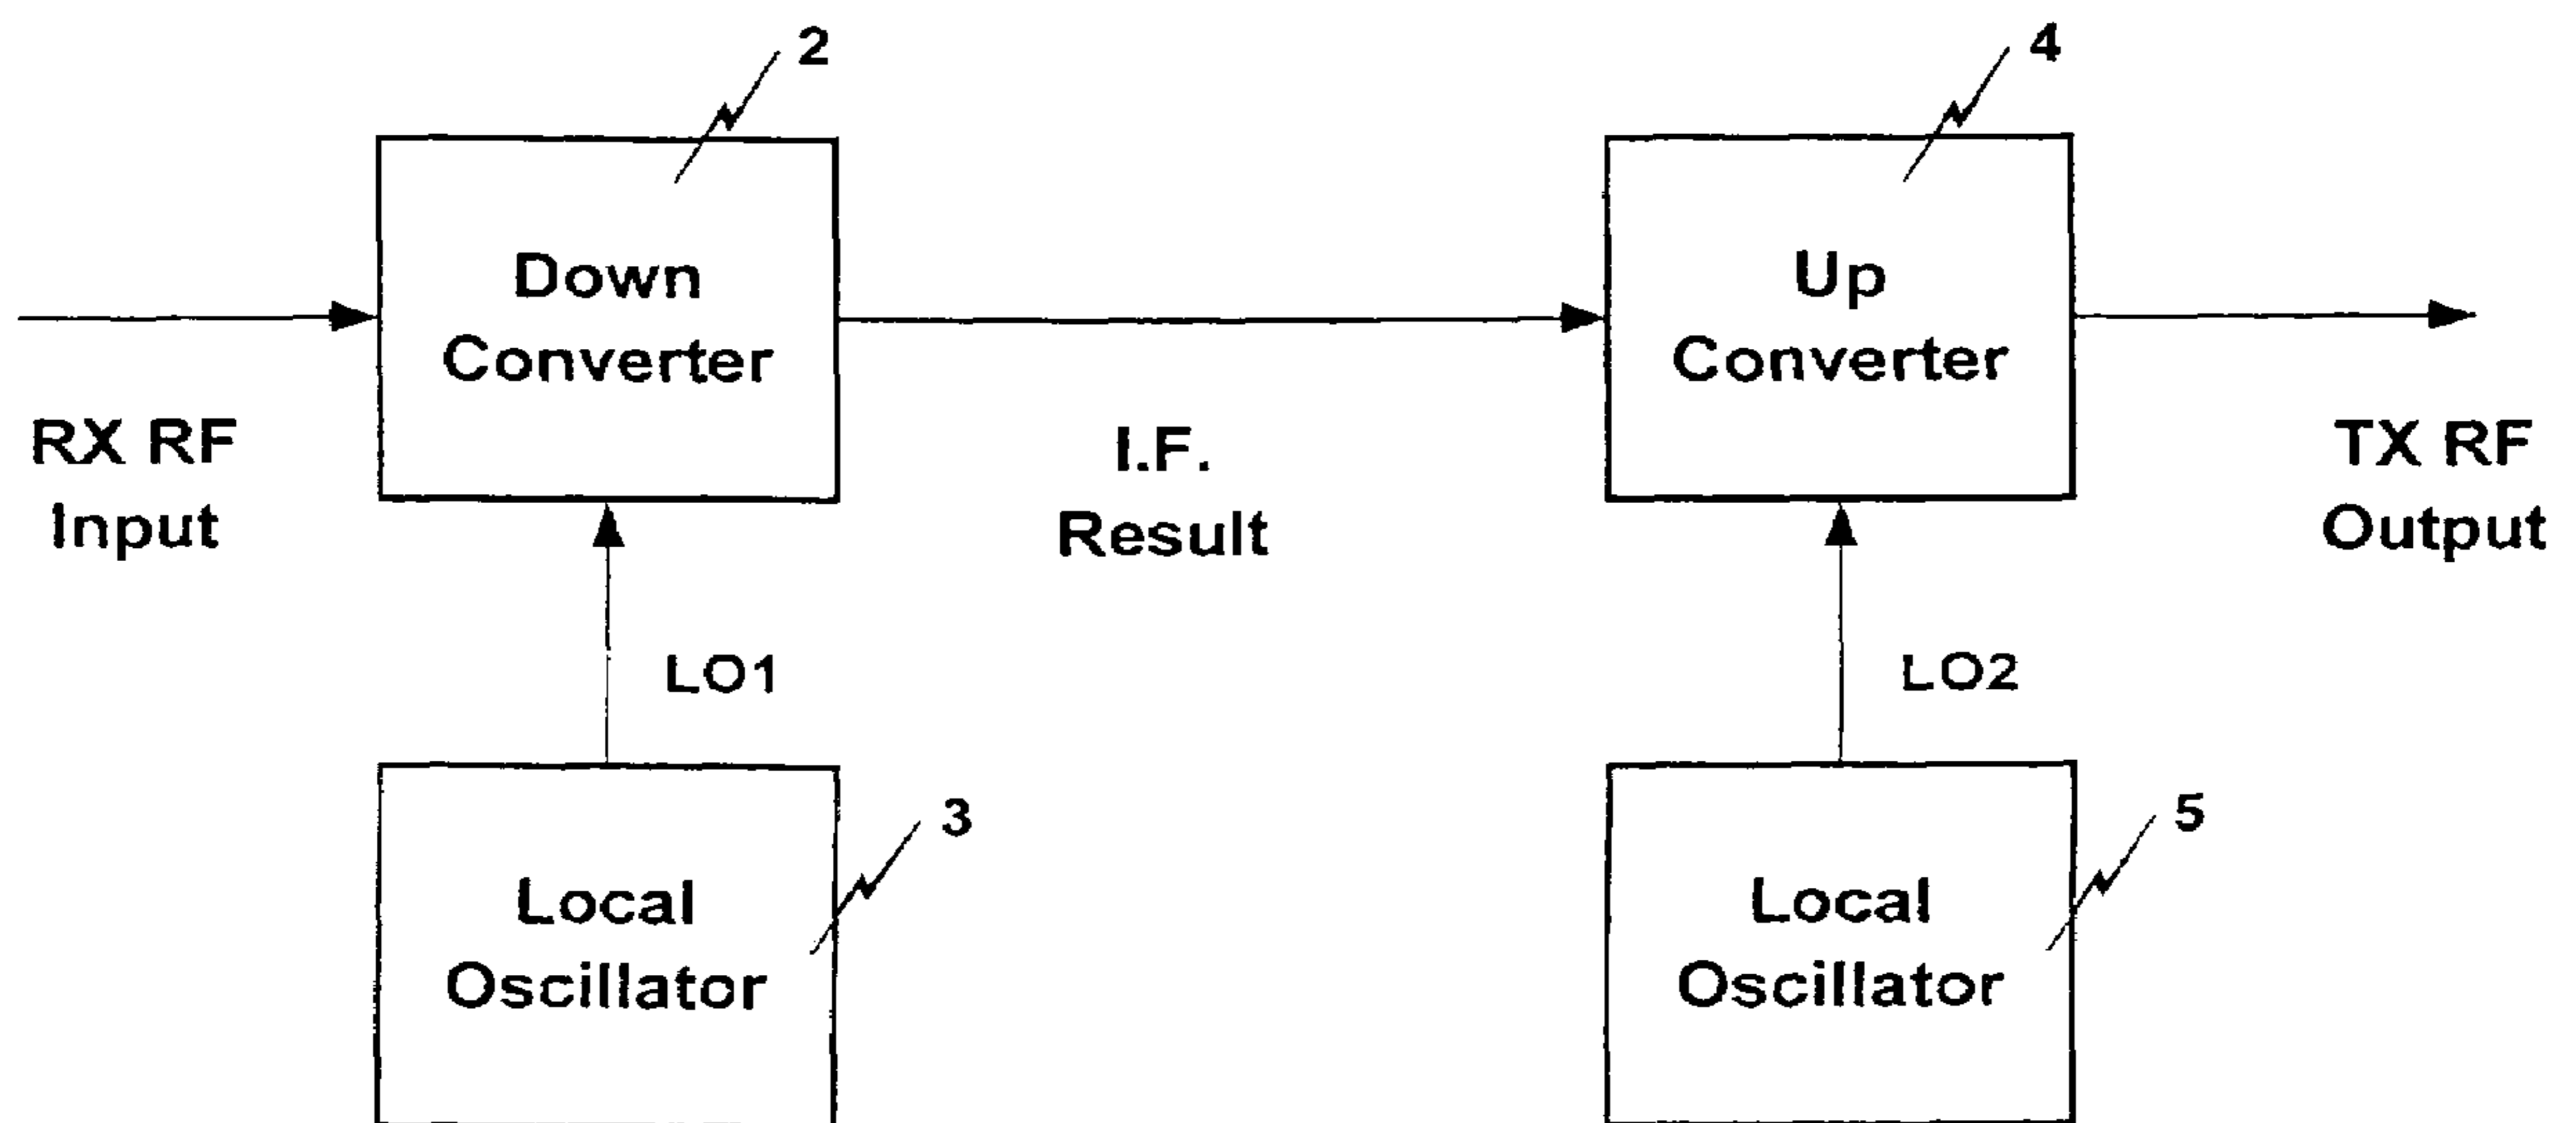 2
4
Down
Converter
Up
Converter
RX RF
Input
I.F.
Result
TX RF
Output
LO1
LO2
3
5
Local
Oscillator
Local
Oscillator